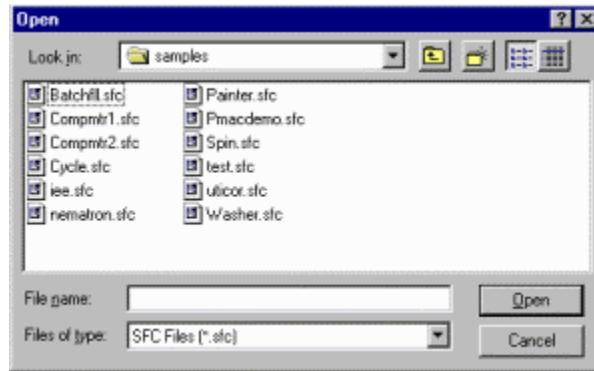 Open
Look in: samples
Batchfil.sfc Painter.sfc
Compmtr1.sfc Pmacdemo.sfc
Compmtr2.sfc Spin.sfc
Cycle.sfc test.sfc
iee.sfc uticor.sfc
nematron.sfc Washer.sfc
File name: Open
Files of type: SFC Files (*.sfc) Cancel